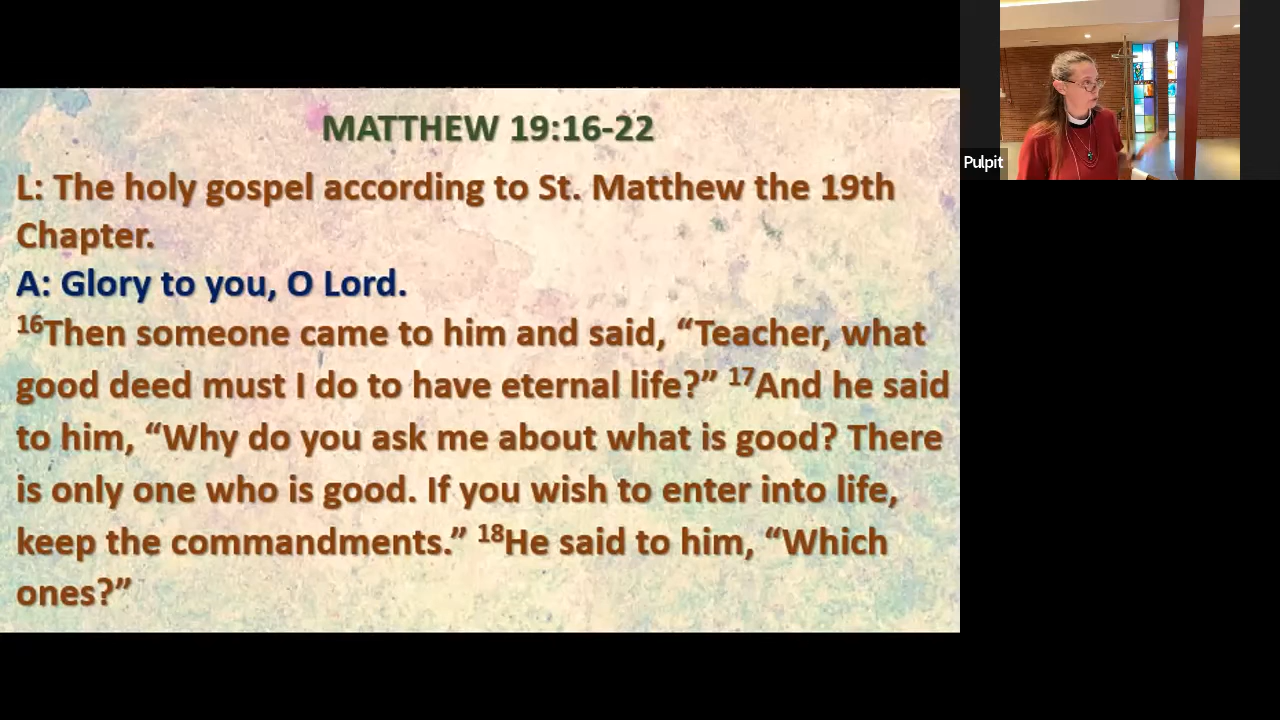 MATTHEW 19:16-22
L: The holy gospel according to St. Matthew the 19th
Chapter.
A: Glory to you, O Lord.
16Then someone came to him and said, “Teacher, what
good deed must I do to have eternal life?” 17And he said
to him, “Why do you ask me about what is good? There
is only one who is good. If you wish to enter into life,
keep the commandments.” 18He said to him, “Which
ones?”
Pulpit